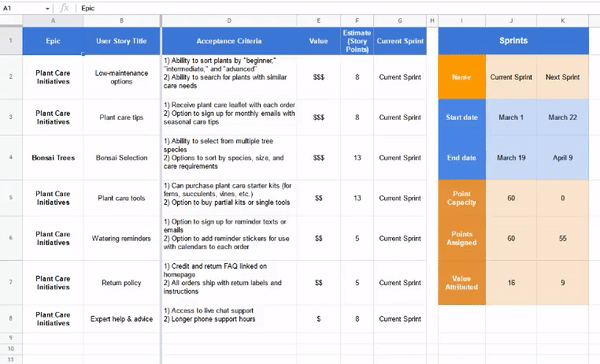 A1
fx
Epic
A B D E F G H I J K
1
Epic
User Story Title
Acceptance Criteria
Value
Estimate
(Story
Points)
Current Sprint
2
Plant Care
Initiatives
Low-maintenance
options
1) Ability to sort plants by "beginner,"
"intermediate," and "advanced"
2) Ability to search for plants with similar
care needs
$$$
8
Current Sprint
3
Plant Care
Initiatives
Plant care tips
1) Receive plant care leaflet with each order
2) Option to sign up for monthly emails with
seasonal care tips
$$$
8
Current Sprint
4
Bonsai Trees
Bonsai Selection
1) Ability to select from multiple tree
species
2) Options to sort by species, size, and
care requirements
$$$
13
Current Sprint
5
Plant Care
Initiatives
Plant care tools
1) Can purchase plant care starter kits (for
ferns, succulents, vines, etc.)
2) Option to buy partial kits or single tools
$$
13
Current Sprint
6
Plant Care
Initiatives
Watering reminders
1) Option to sign up for reminder texts or
emails
2) Option to add reminder stickers for use
with calendars to each order
$$
5
Current Sprint
7
Plant Care
Initiatives
Return policy
1) Credit and return FAQ linked on
homepage
2) All orders ship with return labels and
instructions
$$
5
Current Sprint
8
Plant Care
Initiatives
Expert help & advice
1) Access to live chat support
2) Longer phone support hours
$
8
Current Sprint
9
10
11
Sprints
Name
Current Sprint
Next Sprint
Start date
March 1
March 22
End date
March 19
April 9
Point
Capacity
60
0
Points
Assigned
60
55
Value
Attributed
16
9